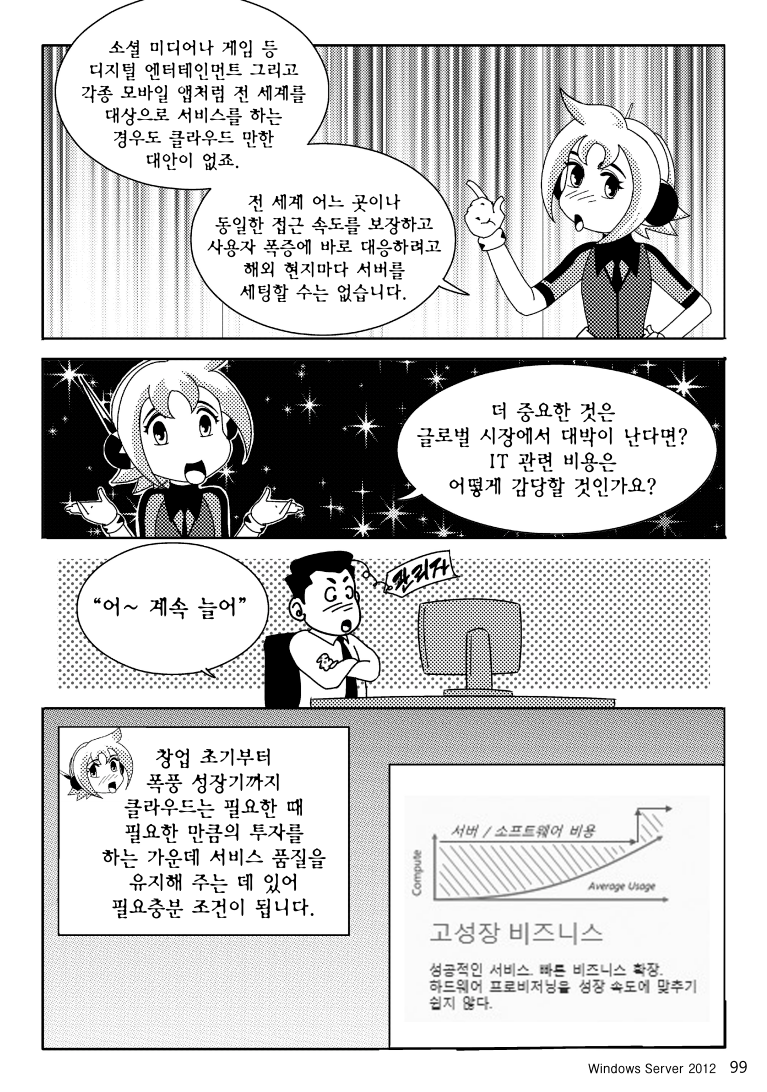 소셜 미디어나 게임 등
디지털 엔터테인먼트 그리고
각종 모바일 앱처럼 전 세계를
대상으로 서비스를 하는
경우도 클라우드 만한
대안이 없죠.
전 세계 어느 곳이나
동일한 접근 속도를 보장하고
사용자 폭증에 바로 대응하려고
해외 현지마다 서버를
세팅할 수는 없습니다.
더 중요한 것은
글로벌 시장에서 대박이 난다면?
IT 관련 비용은
어떻게 감당할 것인가요?
관리자
“어~ 계속 늘어”
창업 초기부터
폭풍 성장기까지
클라우드는 필요한 때
필요한 만큼의 투자를
하는 가운데 서비스 품질을
유지해 주는 데 있어
필요충분 조건이 됩니다.
서버 / 소프트웨어 비용
Compute
Average Usage
고성장 비즈니스
성공적인 서비스. 빠른 비즈니스 확장.
하드웨어 프로비저닝을 성장 속도에 맞추기
쉽지 않다.
Windows Server 2012 99